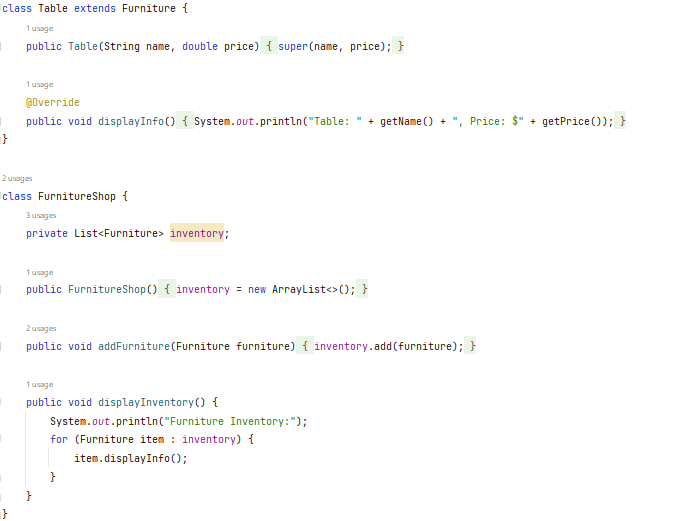 class Table extends Furniture {
1 usage
public Table(String name, double price) { super(name, price); }
1 usage
@Override
public void displayInfo() { System.out.println("Table: " + getName() + ", Price: $" + getPrice()); }
}
2 usages
class FurnitureShop {
3 usages
private List<Furniture> inventory;
1 usage
public FurnitureShop() { inventory = new ArrayList<>(); }
2 usages
public void addFurniture(Furniture furniture) { inventory.add(furniture); }
1 usage
public void displayInventory() {
System.out.println("Furniture Inventory:");
for (Furniture item : inventory) {
item.displayInfo();
}
}
}